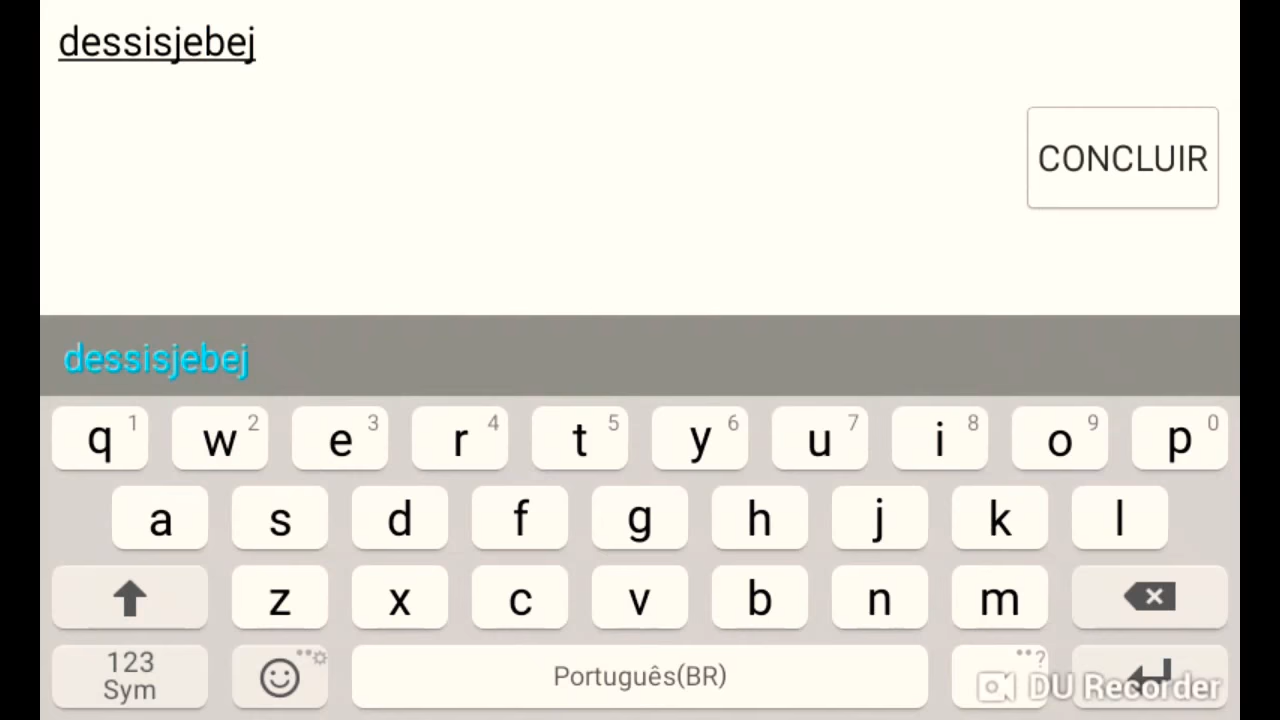 dessisjebej
CONCLUIR
dessisjebej
q 1 w 2 e 3 r 4 t 5 y 6 u 7 i 8 o 9 p 0
a s d f g h j k l
z x c v b n m
123
Sym
Português(BR)
?
DU Recorder